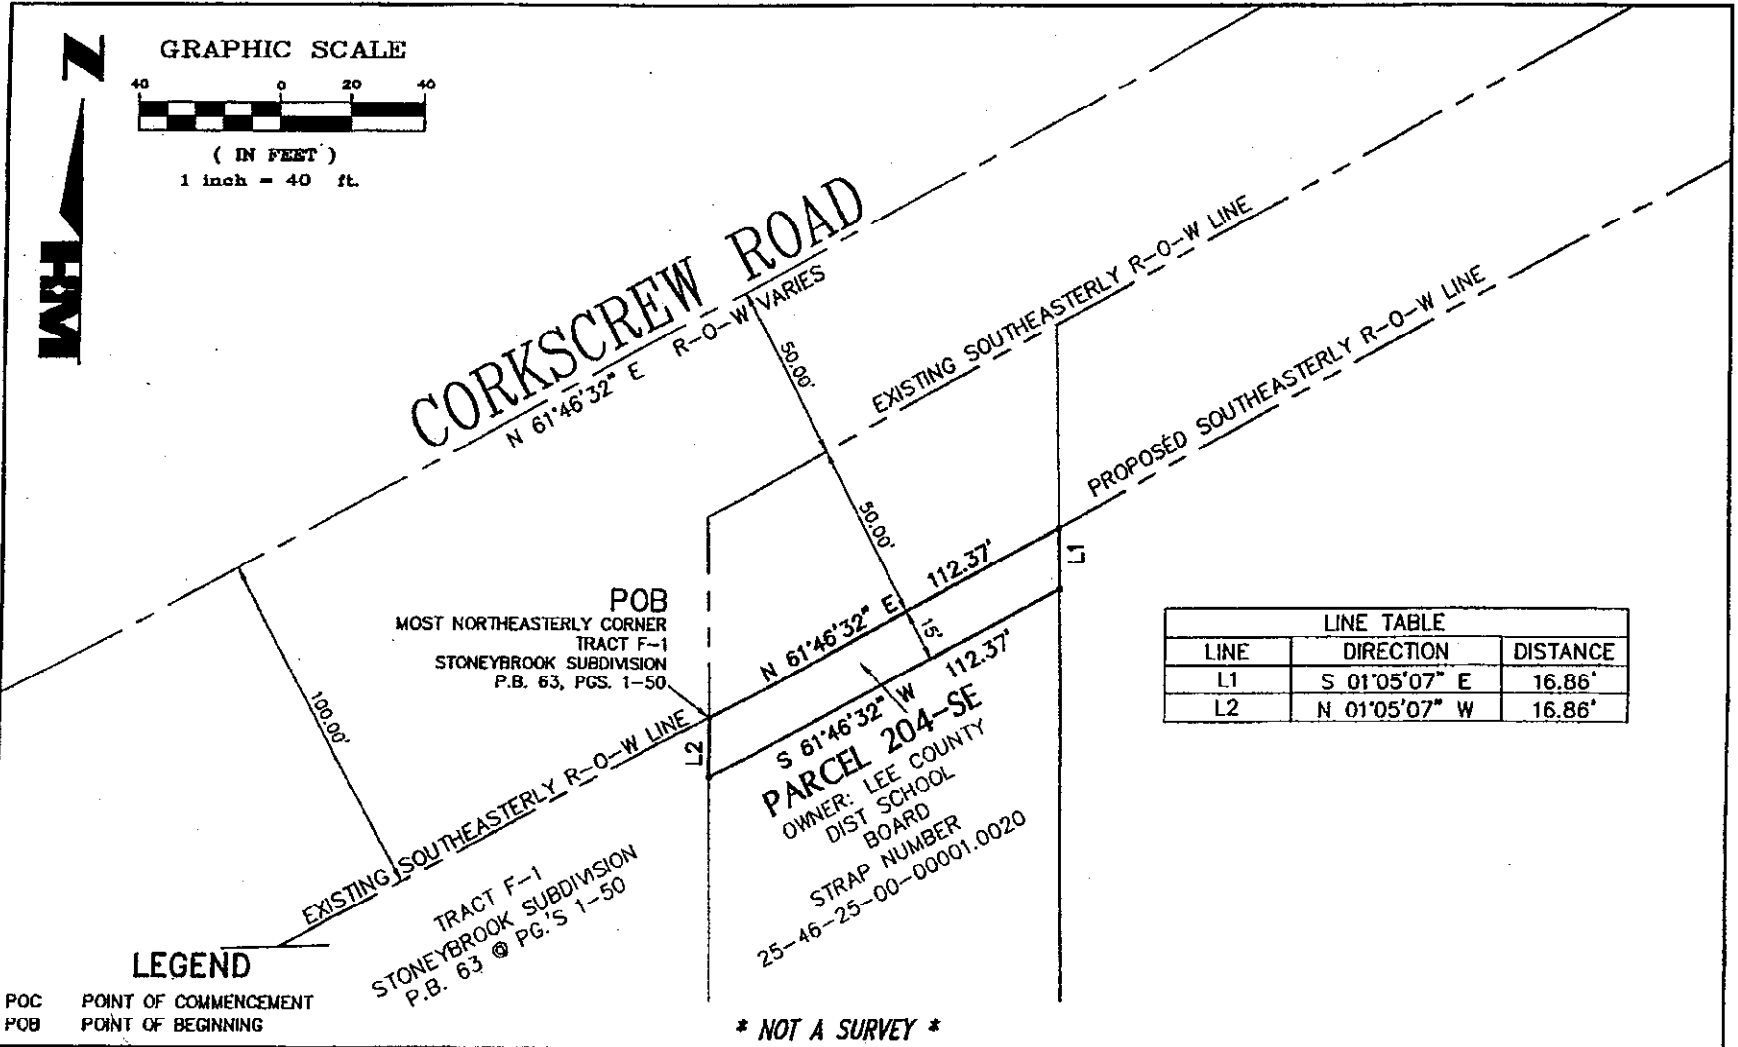 N
GRAPHIC SCALE
40 0 20 40
( IN FEET )
1 inch = 40 ft.
HM
CORKSCREW ROAD
N 61°46'32" E R-O-W VARIES
50.00'
EXISTING SOUTHEASTERLY R-O-W LINE
PROPOSED SOUTHEASTERLY R-O-W LINE
50.00'
100.00'
POB
MOST NORTHEASTERLY CORNER
TRACT F-1
STONEYBROOK SUBDIVISION
P.B. 63, PGS. 1-50
N 61°46'32" E 112.37'
L1
15'
S 61°46'32" W 112.37'
L2
PARCEL 204-SE
OWNER: LEE COUNTY
DIST SCHOOL
BOARD
STRAP NUMBER
25-46-25-00-00001.0020
LINE TABLE
LINE DIRECTION DISTANCE
L1 S 01°05'07" E 16.86'
L2 N 01°05'07" W 16.86'
EXISTING SOUTHEASTERLY R-O-W LINE
TRACT F-1
STONEYBROOK SUBDIVISION
P.B. 63 @ PG.'S 1-50
LEGEND
POC POINT OF COMMENCEMENT
POB POINT OF BEGINNING
* NOT A SURVEY *